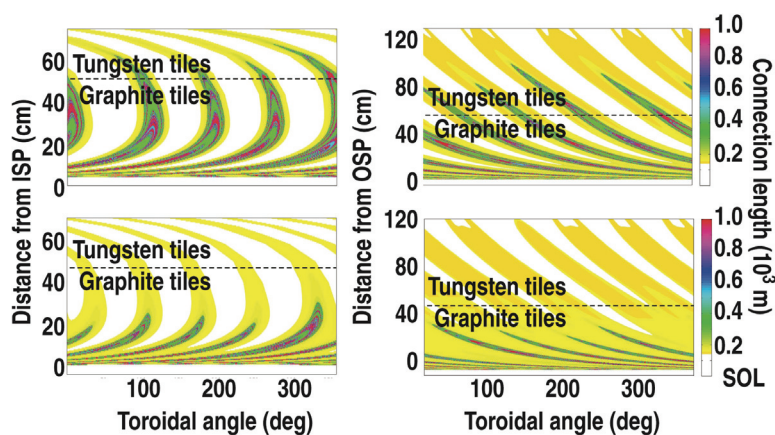 60
40
20
0
Tungsten tiles
Graphite tiles
120
80
40
0
Tungsten tiles
Graphite tiles
1.0
0.8
0.6
0.4
0.2
60
40
20
0
Tungsten tiles
Graphite tiles
100
200
300
120
80
40
0
Tungsten tiles
Graphite tiles
100
200
300
1.0
0.8
0.6
0.4
0.2
SOL
Distance from ISP (cm)
Distance from OSP (cm)
Connection length (10³ m)
Toroidal angle (deg)
Toroidal angle (deg)